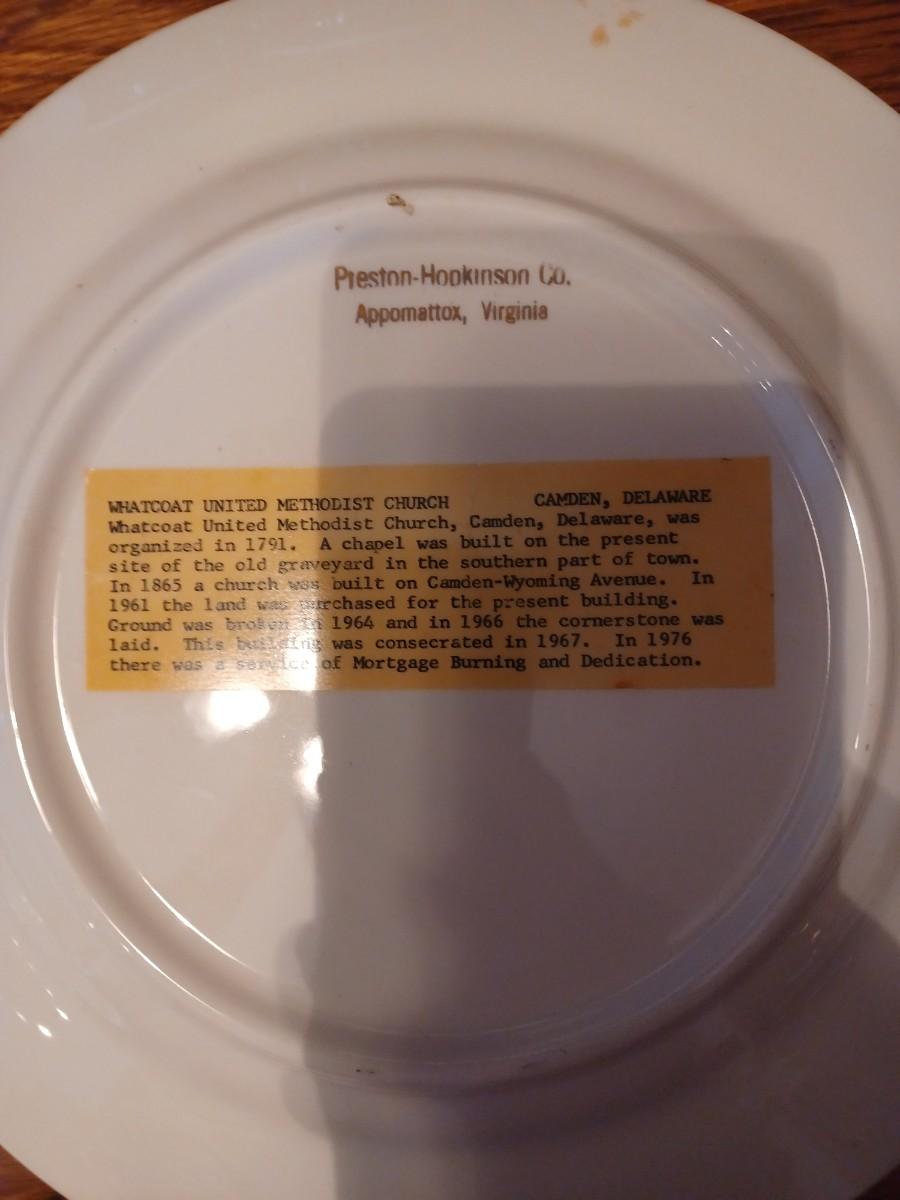 Preston-Hopkinson Co.
Appomattox, Virginia
WHATCOAT UNITED METHODIST CHURCH CAMDEN, DELAWARE
Whatcoat United Methodist Church, Camden, Delaware, was
organized in 1791. A chapel was built on the present
site of the old graveyard in the southern part of town.
In 1865 a church was built on Camden-Wyoming Avenue. In
1961 the land was purchased for the present building.
Ground was broken in 1964 and in 1966 the cornerstone was
laid. This building was consecrated in 1967. In 1976
there was a service of Mortgage Burning and Dedication.